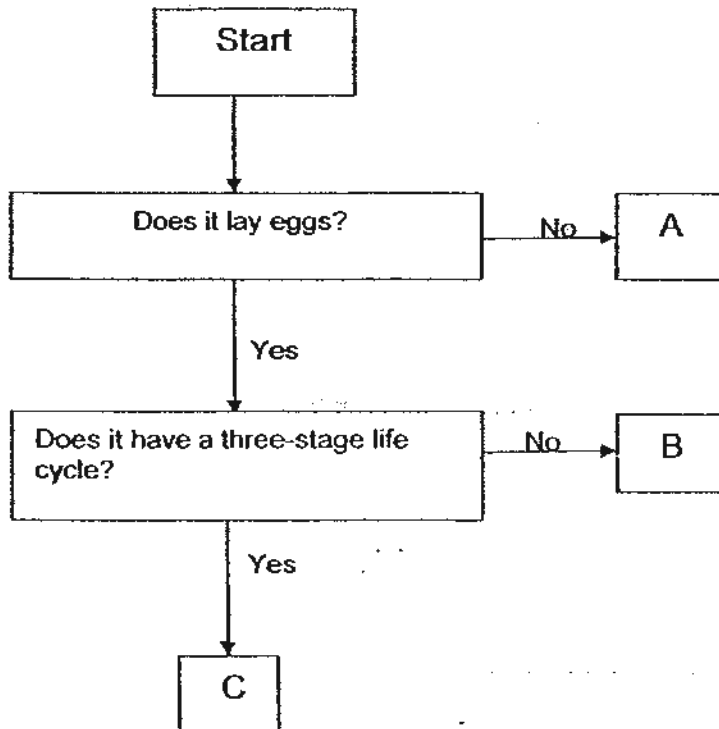 Start
Does it lay eggs?
No
A
Yes
Does it have a three-stage life
cycle?
No
B
Yes
C